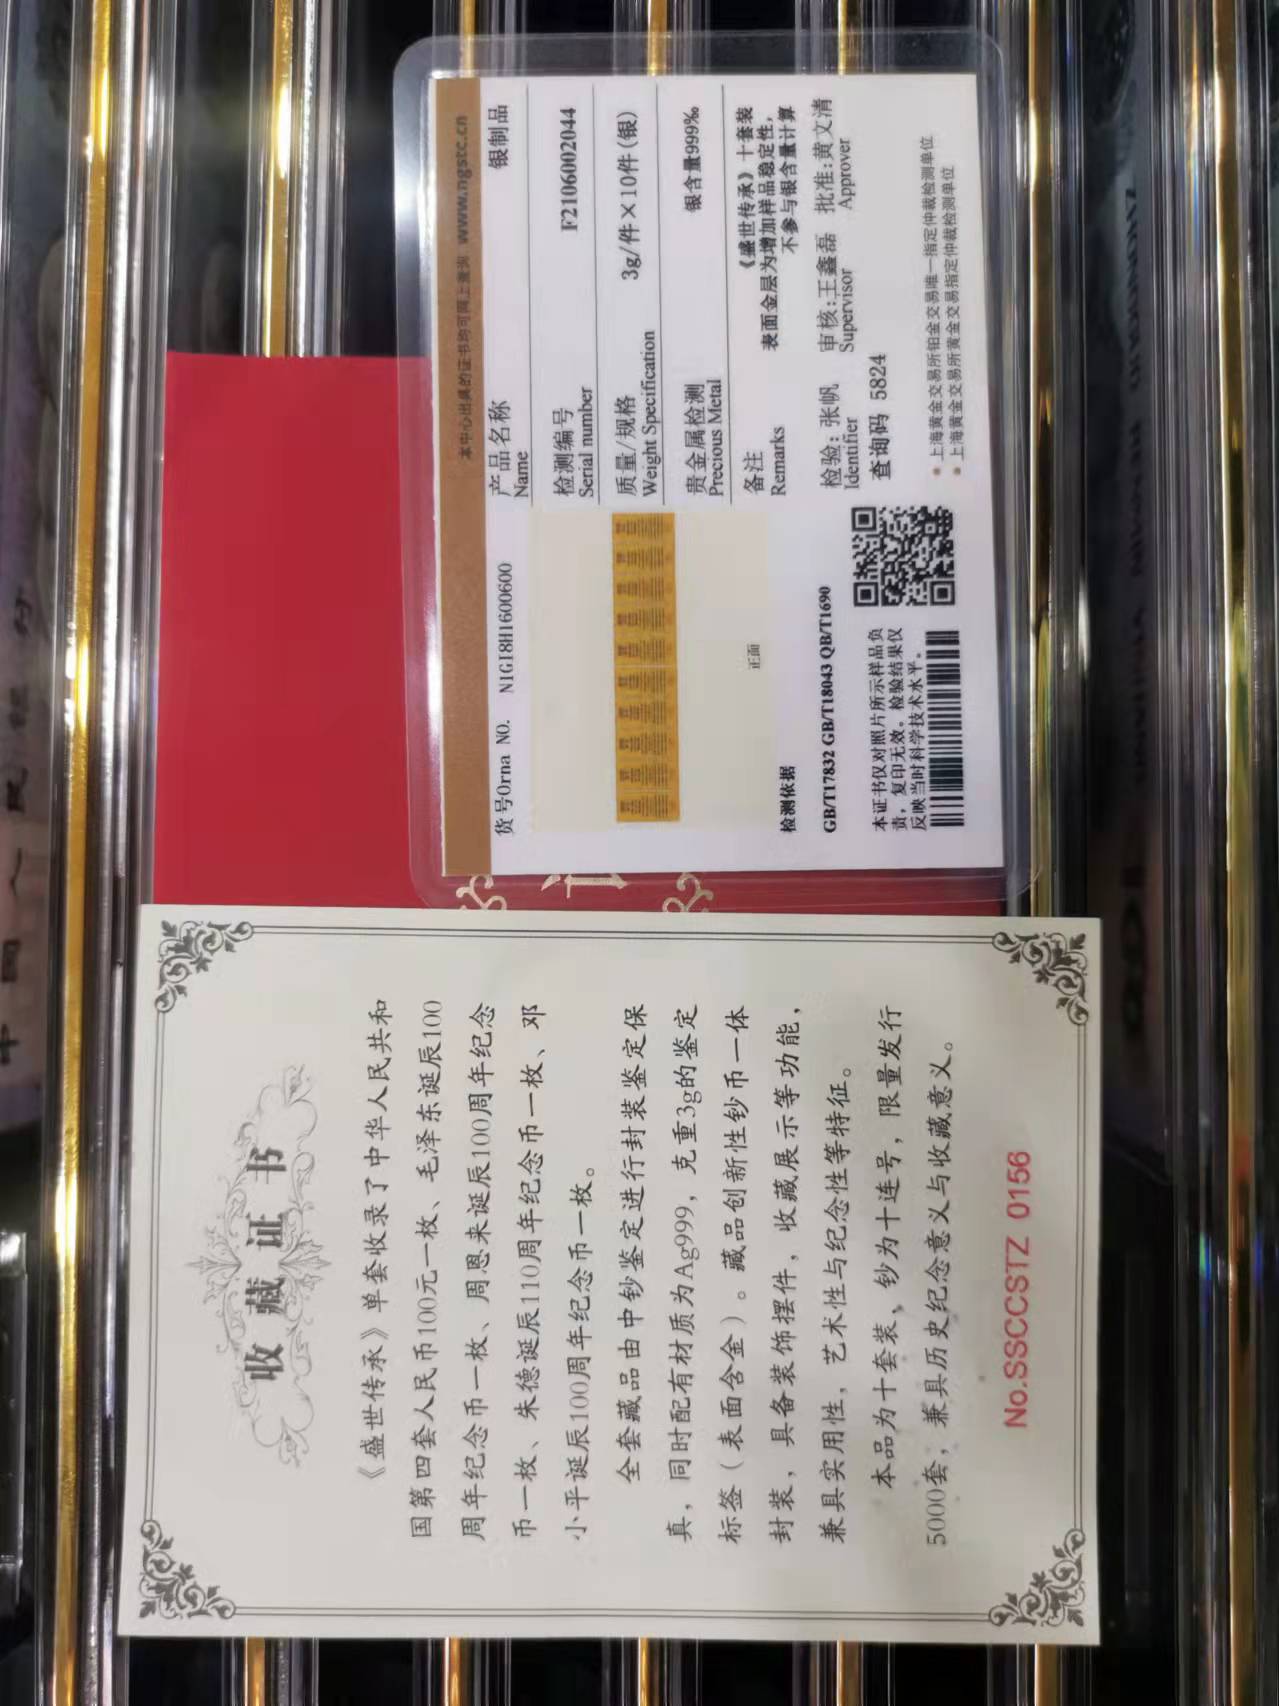 收藏证书
《盛世传承》单套收录了中华人民共和
国第四套人民币100元一枚、毛泽东诞辰100
周年纪念币一枚、周恩来诞辰100周年纪念
币一枚、朱德诞辰110周年纪念币一枚、邓
小平诞辰100周年纪念币一枚。
全套藏品由中钞鉴定进行封装鉴定保
真，同时配有材质为Ag999，克重3g的鉴定
标签（表面含金）。藏品创新性钞币一体
封装，具备装饰摆件，收藏展示等功能，
兼具实用性，艺术性与纪念性等特征。
本品为十套装、钞为十连号，限量发行
5000套，兼具历史纪念意义与收藏意义。
No.SSCCSTZ 0156
本中心出具的证书均可网上查询 www.ngstc.cn
货号Orna NO. NIGI8H1600600
正面
检测依据
GB/T17832 GB/T18043 QB/T1690
本证书仅对照片所示样品负
责，复印无效。检验结果仅
反映当时科学技术水平。
产品名称 银制品
Name
检测编号 F2106002044
Serial number
质量/规格 3g/件×10件(银)
Weight Specification
贵金属检测 银含量999‰
Precious Metal
备注 《盛世传承》十套装
Remarks 表面金层为增加样品稳定性，
不参与银含量计算
检验：张帆 审核：王鑫磊 批准：黄文清
Identifier Supervisor Approver
查询码 5824
上海黄金交易所铂金交易唯一指定仲裁检测单位
上海黄金交易所黄金交易指定仲裁检测单位